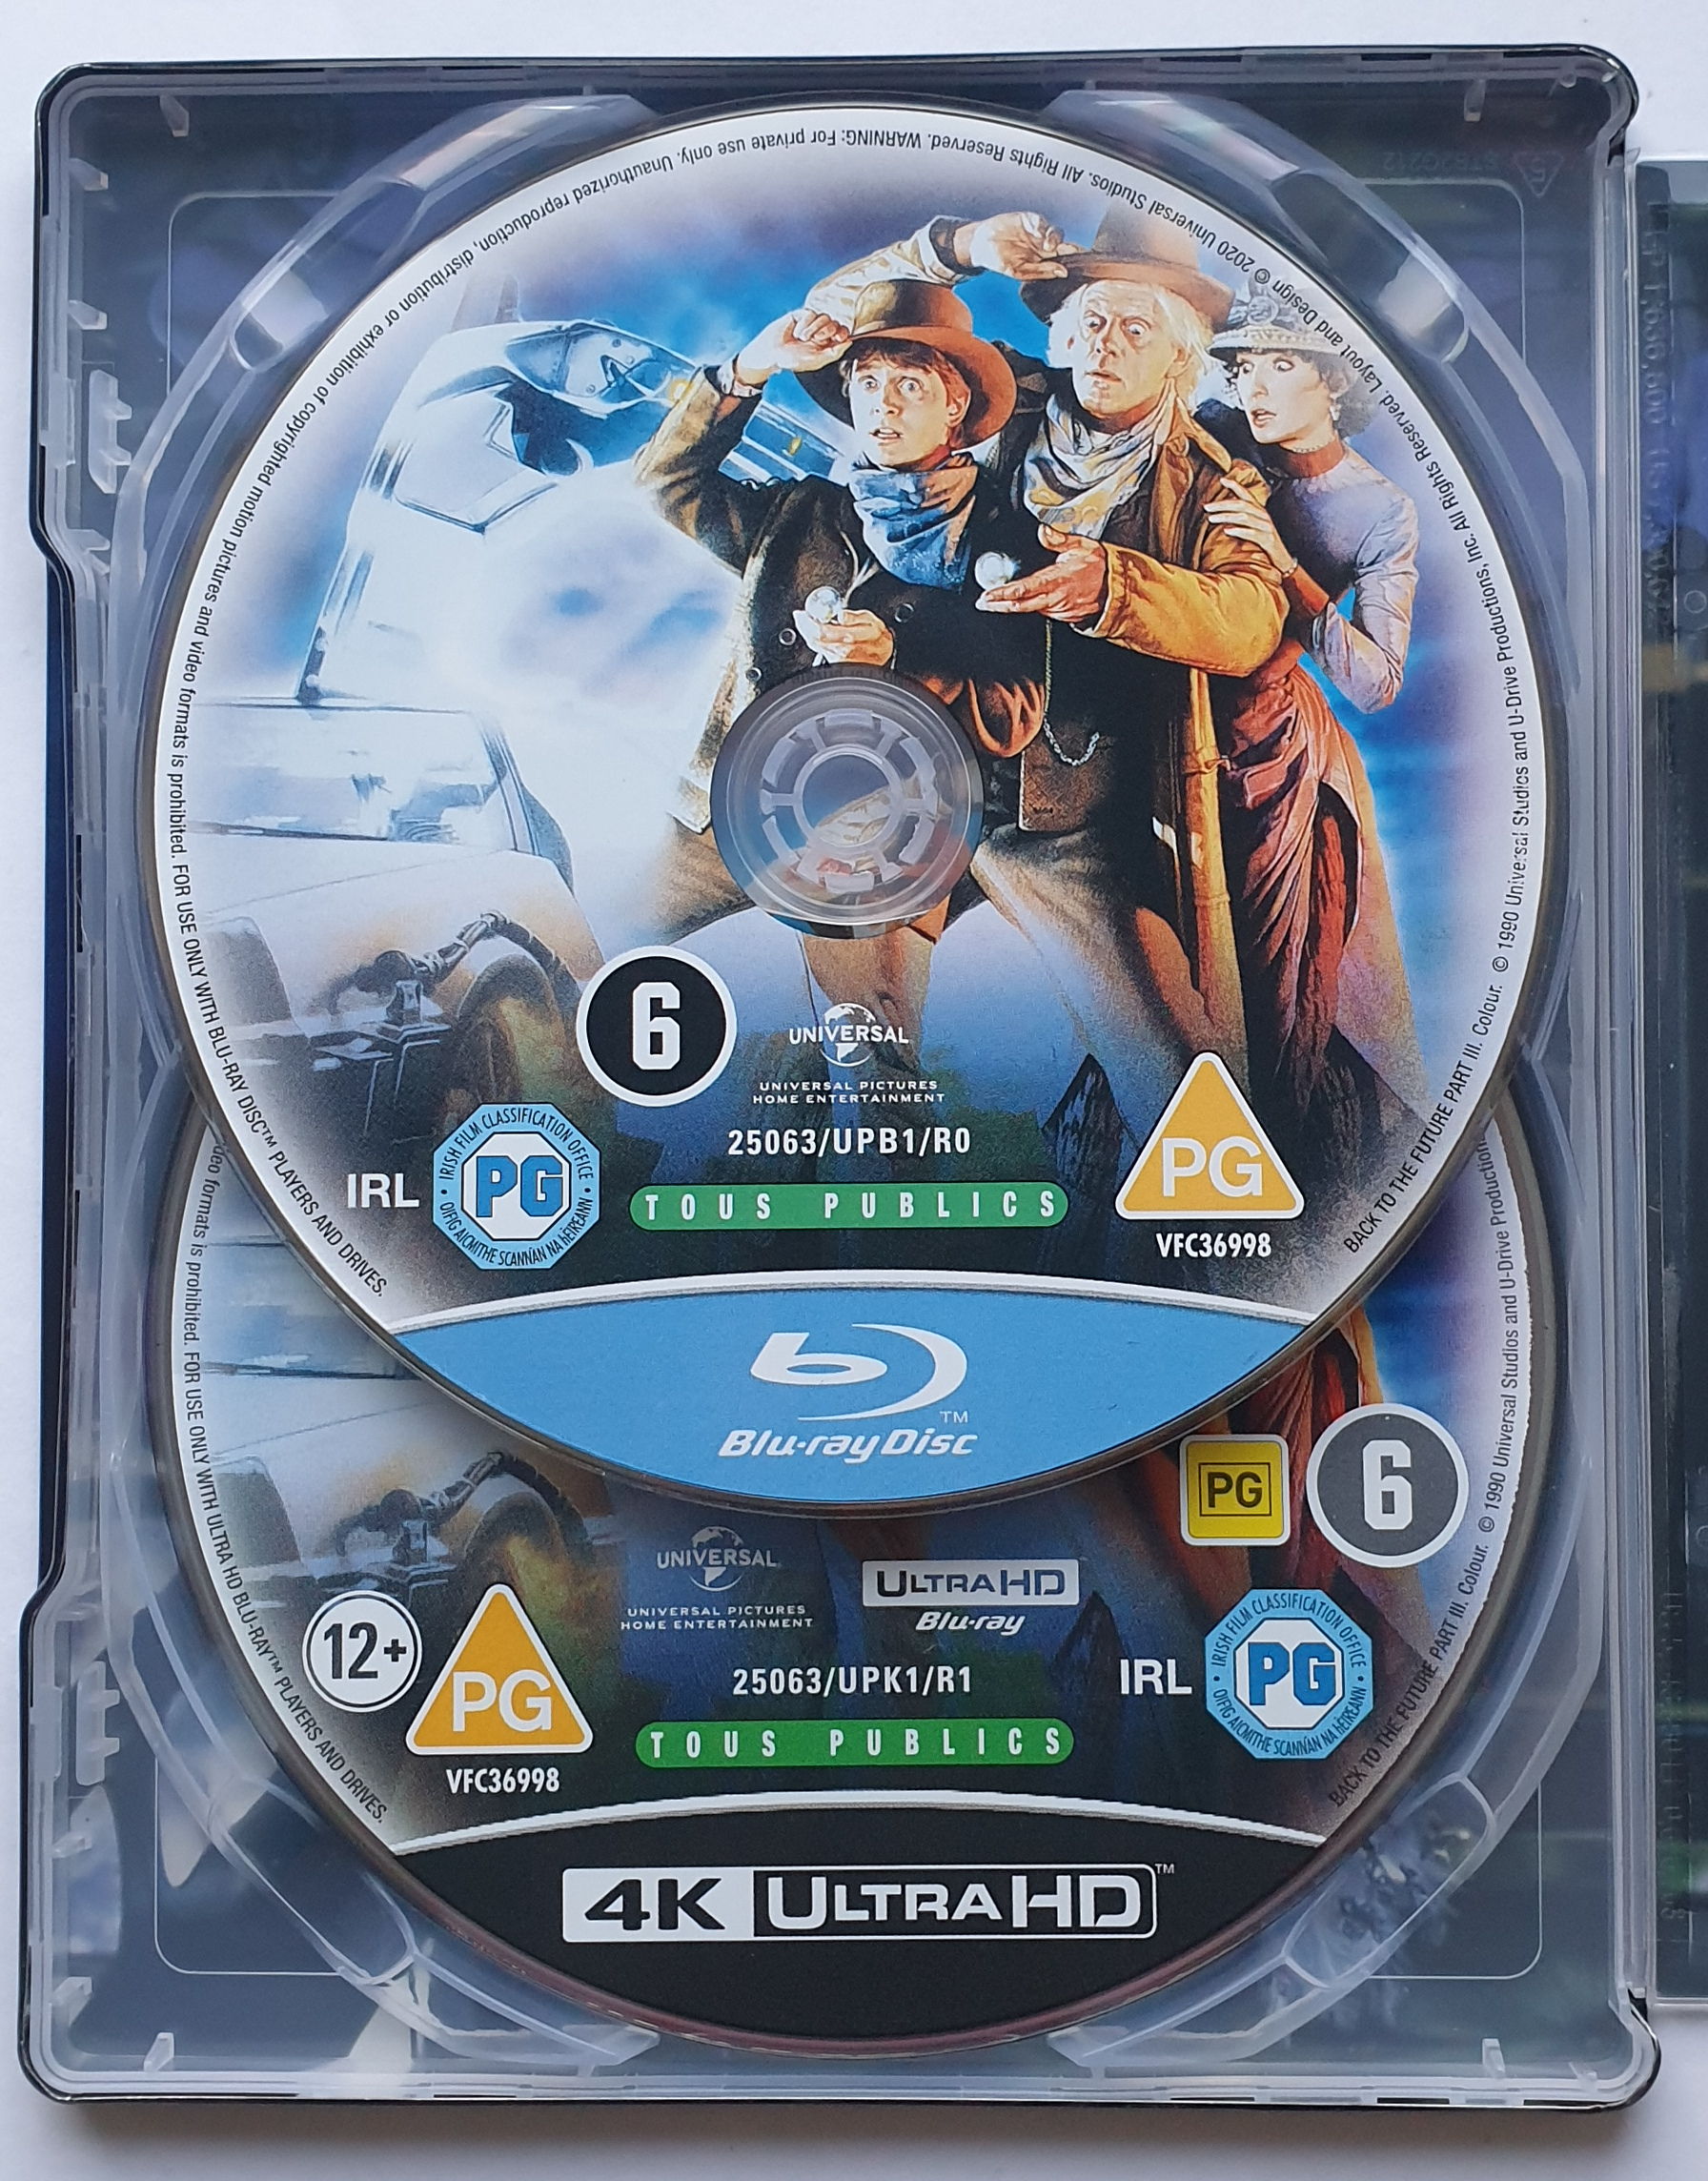 BACK TO THE FUTURE PART III. Colour. © 1990 Universal Studios and U-Drive Productions, Inc. All Rights Reserved. Layout and Design © 2020 Universal Studios. All Rights Reserved. WARNING: For private use only. Unauthorized reproduction, distribution or exhibition of copyrighted motion pictures and video formats is prohibited. FOR USE ONLY WITH BLU-RAY DISC™ PLAYERS AND DRIVES.
6
UNIVERSAL
UNIVERSAL PICTURES
HOME ENTERTAINMENT
25063/UPB1/R0
IRL
IRISH FILM CLASSIFICATION OFFICE
PG
OIFIG AICMITHE SCANNÁN NA hÉIREANN
TOUS PUBLICS
PG
VFC36998
Blu-ray Disc™
BACK TO THE FUTURE PART III. Colour. © 1990 Universal Studios and U-Drive Production
formats is prohibited. FOR USE ONLY WITH ULTRA HD BLU-RAY™ PLAYERS AND DRIVES.
PG
6
UNIVERSAL
UNIVERSAL PICTURES
HOME ENTERTAINMENT
ULTRA HD
Blu-ray
12+
PG
VFC36998
25063/UPK1/R1
TOUS PUBLICS
IRL
IRISH FILM CLASSIFICATION OFFICE
PG
OIFIG AICMITHE SCANNÁN NA hÉIREANN
4K ULTRA HD™